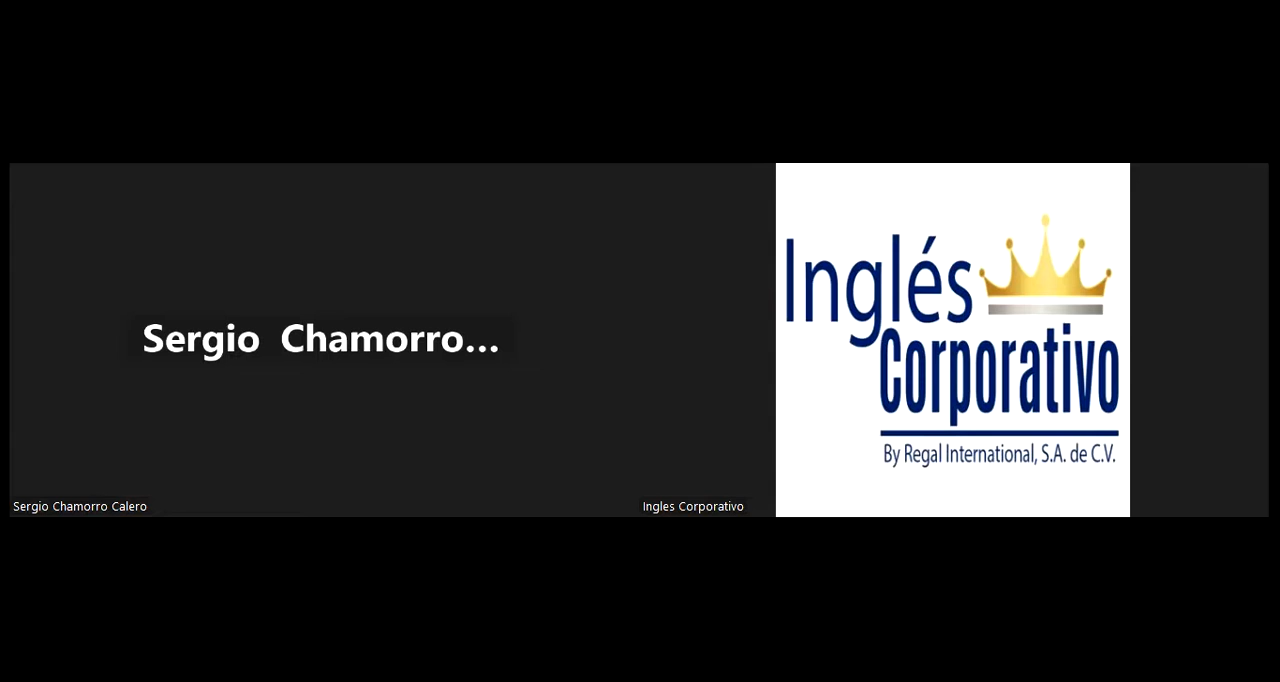 Sergio Chamorro...
Sergio Chamorro Calero
Inglés
Corporativo
By Regal International, S.A. de C.V.
Ingles Corporativo